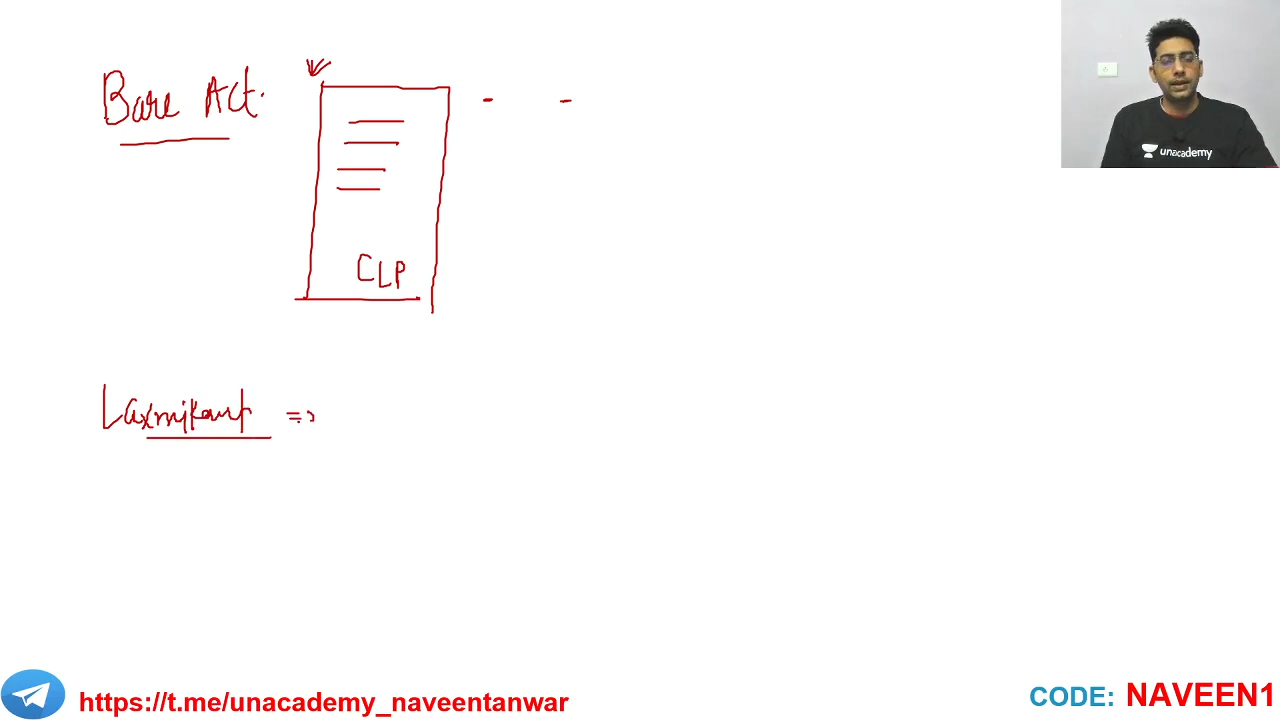 Bare Act.
CLP
Laxmikant =>
unacademy
https://t.me/unacademy_naveentanwar
CODE: NAVEEN1